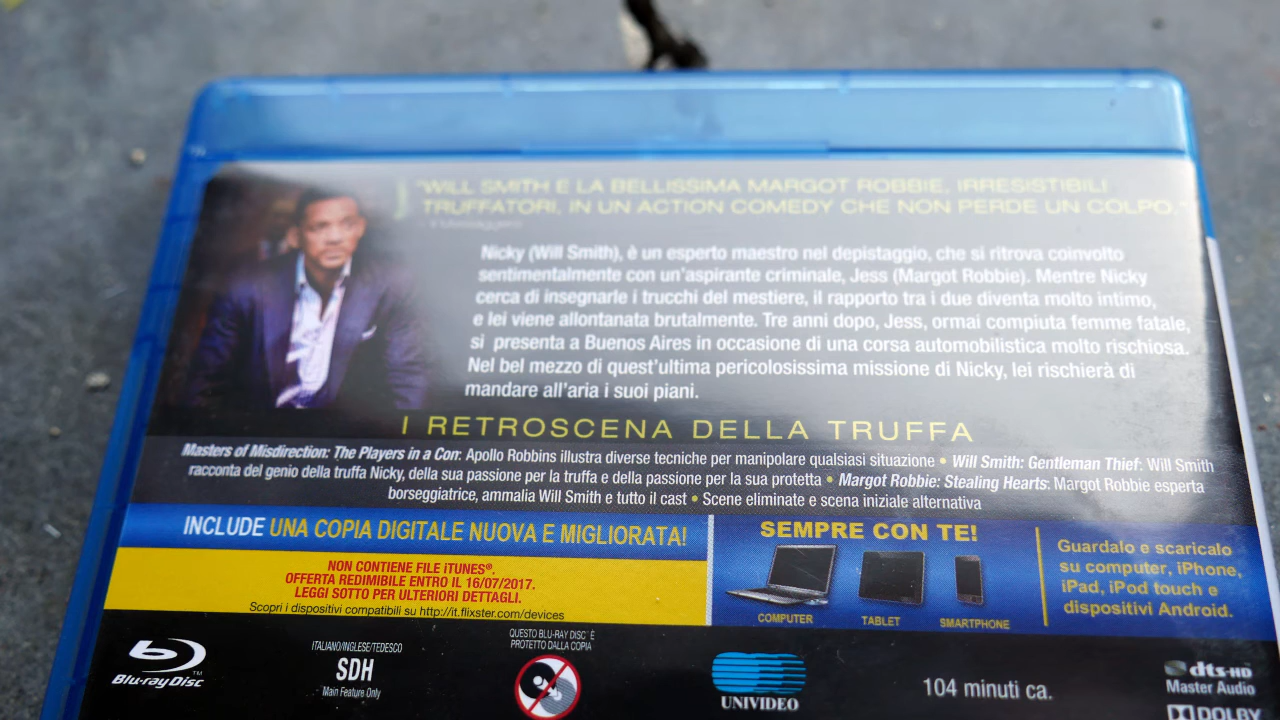 "WILL SMITH E LA BELLISSIMA MARGOT ROBBIE, IRRESISTIBILI
TRUFFATORI, IN UN ACTION COMEDY CHE NON PERDE UN COLPO."
Il Messaggero
Nicky (Will Smith), è un esperto maestro nel depistaggio, che si ritrova coinvolto
sentimentalmente con un'aspirante criminale, Jess (Margot Robbie). Mentre Nicky
cerca di insegnarle i trucchi del mestiere, il rapporto tra i due diventa molto intimo,
e lei viene allontanata brutalmente. Tre anni dopo, Jess, ormai compiuta femme fatale,
si presenta a Buenos Aires in occasione di una corsa automobilistica molto rischiosa.
Nel bel mezzo di quest'ultima pericolosissima missione di Nicky, lei rischierà di
mandare all'aria i suoi piani.
I RETROSCENA DELLA TRUFFA
Masters of Misdirection: The Players in a Con: Apollo Robbins illustra diverse tecniche per manipolare qualsiasi situazione • Will Smith: Gentleman Thief: Will Smith
racconta del genio della truffa Nicky, della sua passione per la truffa e della passione per la sua protetta • Margot Robbie: Stealing Hearts: Margot Robbie esperta
borseggiatrice, ammalia Will Smith e tutto il cast • Scene eliminate e scena iniziale alternativa
INCLUDE UNA COPIA DIGITALE NUOVA E MIGLIORATA!
NON CONTIENE FILE iTUNES®.
OFFERTA REDIMIBILE ENTRO IL 16/07/2017.
LEGGI SOTTO PER ULTERIORI DETTAGLI.
Scopri i dispositivi compatibili su http://it.flixster.com/devices
SEMPRE CON TE!
COMPUTER
TABLET
SMARTPHONE
Guardalo e scaricalo
su computer, iPhone,
iPad, iPod touch e
dispositivi Android.
Blu-ray Disc™
ITALIANO/INGLESE/TEDESCO
SDH
Main Feature Only
QUESTO BLU-RAY DISC™ È
PROTETTO DALLA COPIA
UNIVIDEO
104 minuti ca.
dts-HD
Master Audio
DOLBY